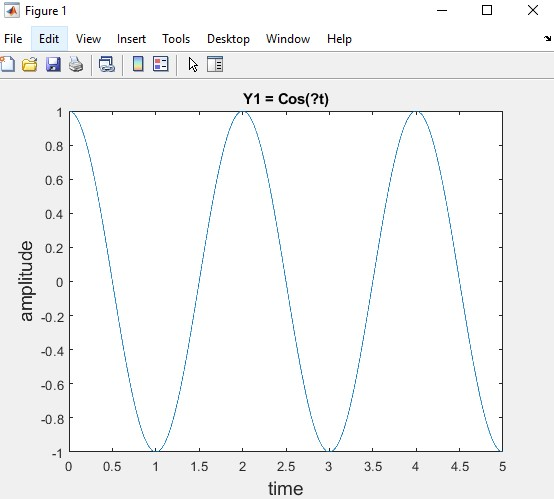 Figure 1
File Edit View Insert Tools Desktop Window Help
Y1 = Cos(?t)
1
0.8
0.6
0.4
0.2
0
-0.2
-0.4
-0.6
-0.8
-1
amplitude
0 0.5 1 1.5 2 2.5 3 3.5 4 4.5 5
time